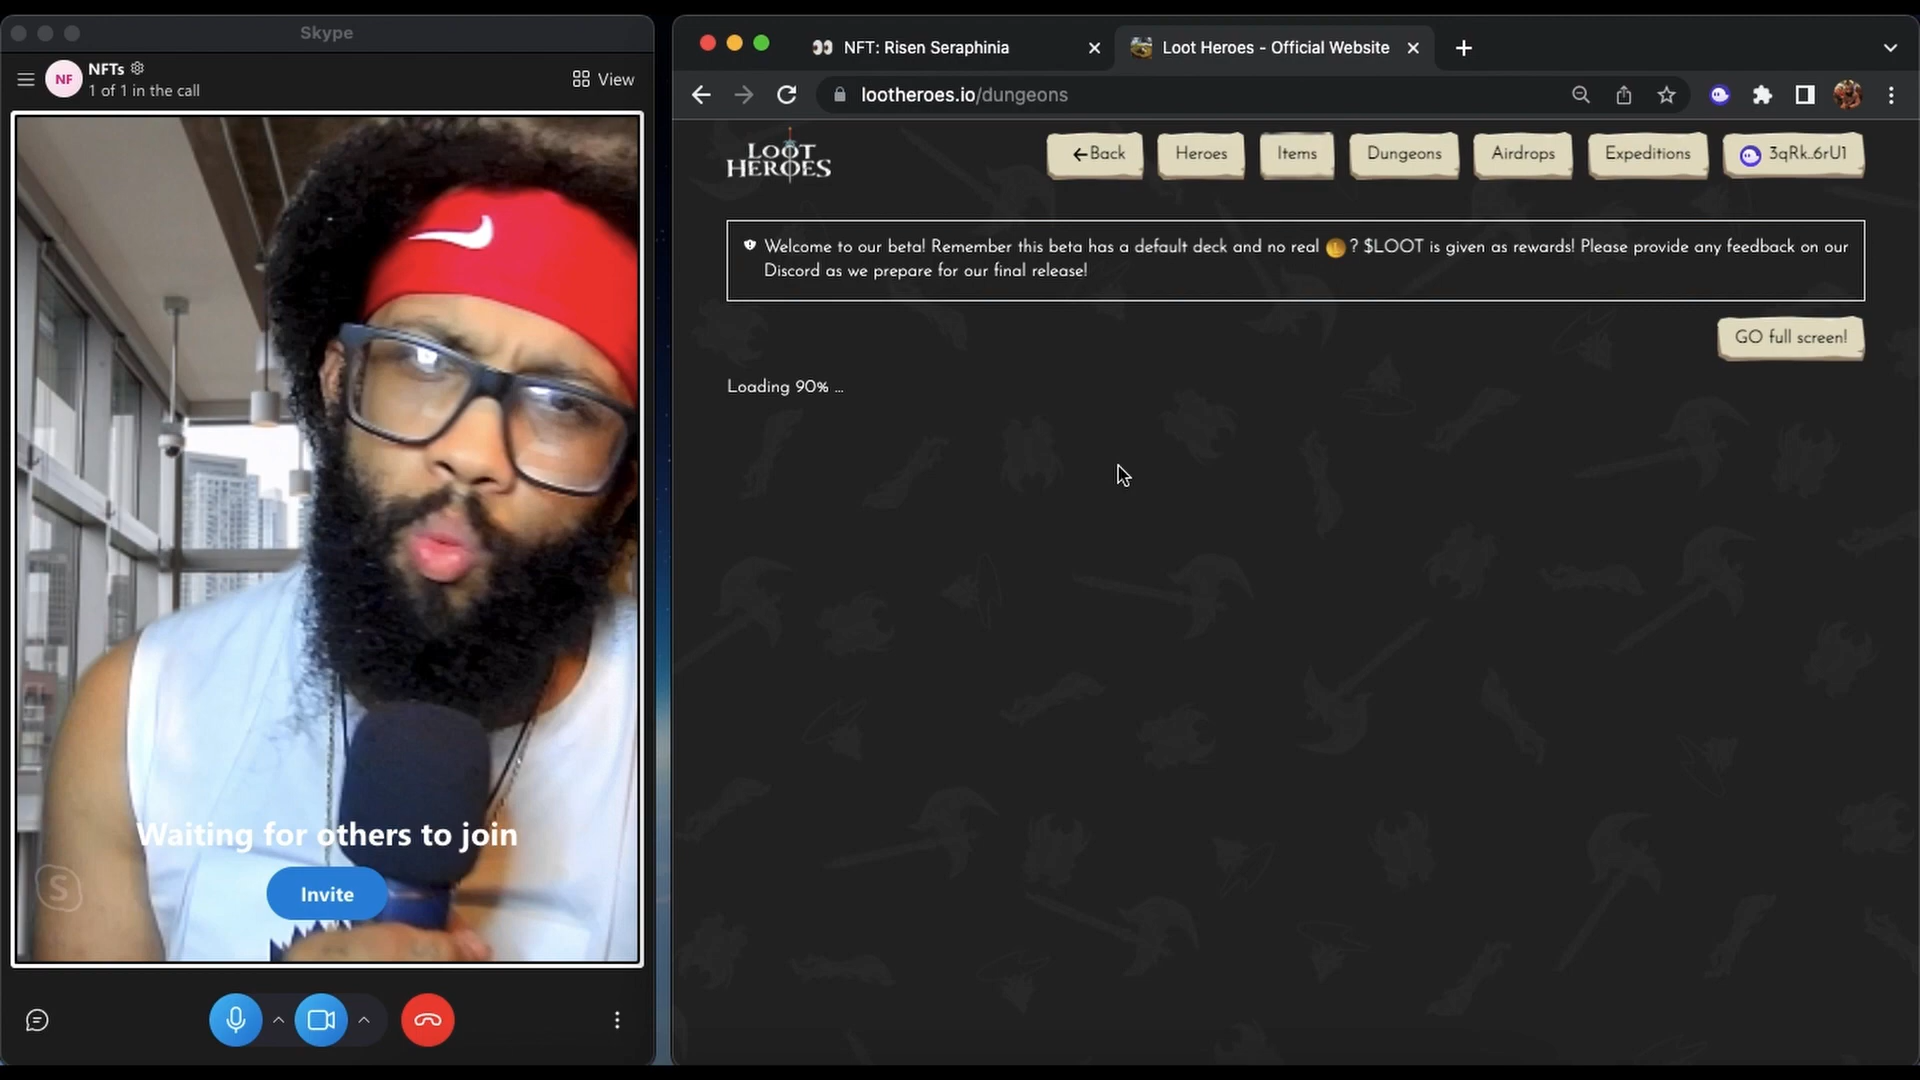 Skype
NFTs
1 of 1 in the call
NF
View
Waiting for others to join
Invite
NFT: Risen Seraphinia
Loot Heroes - Official Website
lootheroes.io/dungeons
LOOT
HEROES
Back
Heroes
Items
Dungeons
Airdrops
Expeditions
3qRk..6rU1
Welcome to our beta! Remember this beta has a default deck and no real ? $LOOT is given as rewards! Please provide any feedback on our
Discord as we prepare for our final release!
GO full screen!
Loading 90% ...